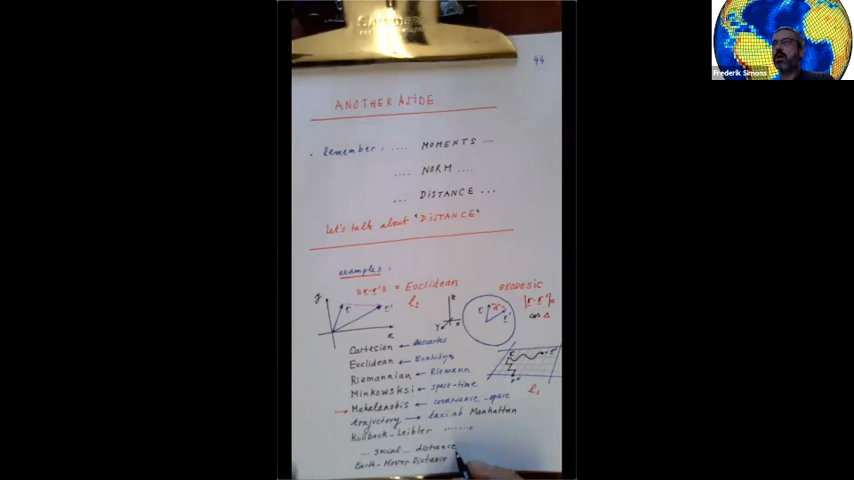 44
ANOTHER ASIDE
. Remember : .... MOMENTS ....
.... NORM ....
... DISTANCE ...
Let's talk about "DISTANCE"
examples :
= Euclidean
l₂
GEODESIC
cos Δ
y
x
r
r'
z
Y
x
Cartesian ← Descartes
Euclidean ←
Riemannian ← Riemann
Minkowski ← space-time
→ Mahalanobis ← covariance-space
trajectory → taxicab Manhattan
l₁
Kullback-Leibler .......
... social ... distance
Earth-Mover Distance
Frederik Simons